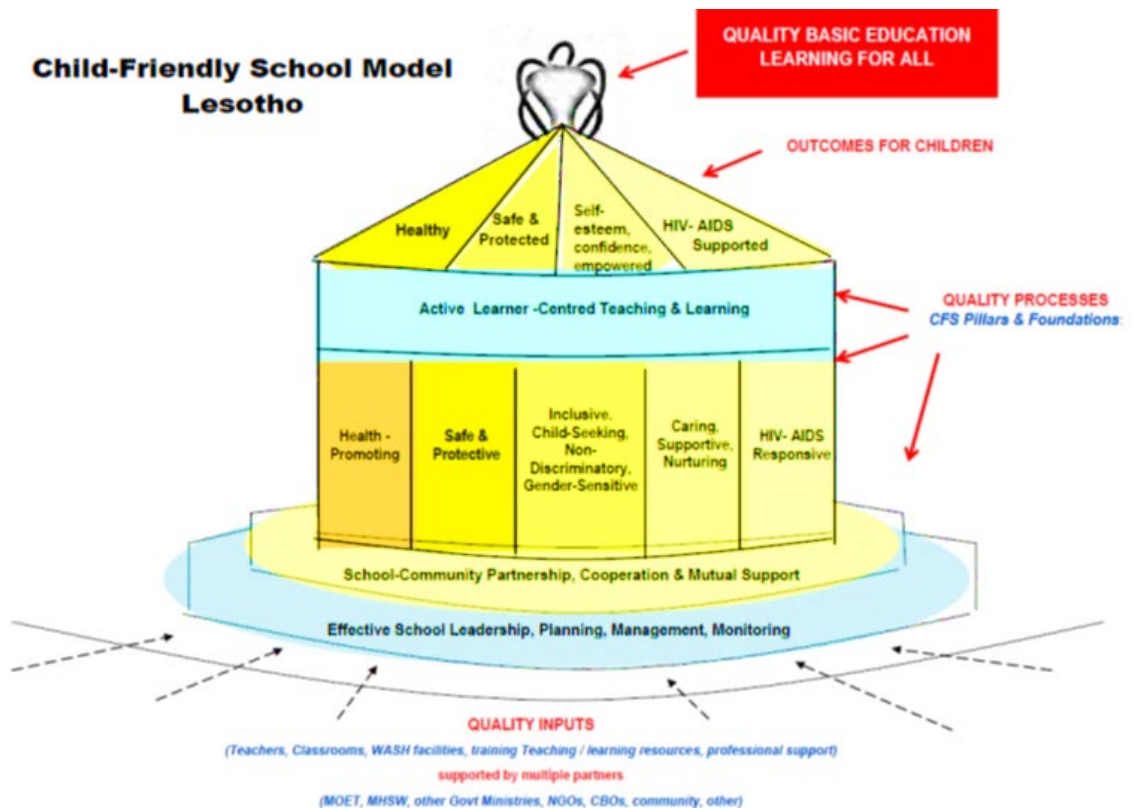 Child-Friendly School Model
Lesotho
QUALITY BASIC EDUCATION
LEARNING FOR ALL
OUTCOMES FOR CHILDREN
Healthy
Safe &
Protected
Self-
esteem,
confidence,
empowered
HIV- AIDS
Supported
Active Learner -Centred Teaching & Learning
QUALITY PROCESSES
CFS Pillars & Foundations:
Health -
Promoting
Safe &
Protective
Inclusive,
Child-Seeking,
Non-
Discriminatory,
Gender-Sensitive
Caring,
Supportive,
Nurturing
HIV- AIDS
Responsive
School-Community Partnership, Cooperation & Mutual Support
Effective School Leadership, Planning, Management, Monitoring
QUALITY INPUTS
(Teachers, Classrooms, WASH facilities, training Teaching / learning resources, professional support)
supported by multiple partners
(MOET, MHSW, other Govt Ministries, NGOs, CBOs, community, other)